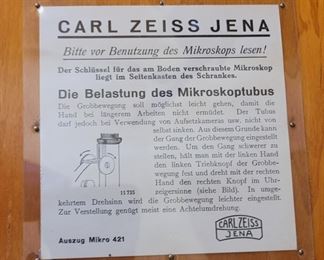 CARL ZEISS JENA
Bitte vor Benutzung des Mikroskops lesen!
Der Schlüssel für das am Boden verschraubte Mikroskop
liegt im Seitenkasten des Schrankes.
Die Belastung des Mikroskoptubus
Die Grobbewegung soll möglichst leicht gehen, damit die
Hand bei längerem Arbeiten nicht ermüdet. Der Tubus
darf jedoch bei Verwendung von Aufsetzkameras usw. nicht von
selbst sinken. Aus diesem Grunde kann
der Gang der Grobbewegung eingestellt
werden. Um den Gang schwerer zu
stellen, hält man mit der linken Hand
den linken Triebknopf der Grobbe-
wegung fest und dreht mit der rechten
Hand den rechten Knopf im Uhr-
zeigersinne (siehe Bild). In umge-
kehrtem Drehsinn wird die Grobbewegung leichter eingestellt.
Zur Verstellung genügt meist eine Achtelumdrehung.
15 735
Auszug Mikro 421
CARL ZEISS
JENA